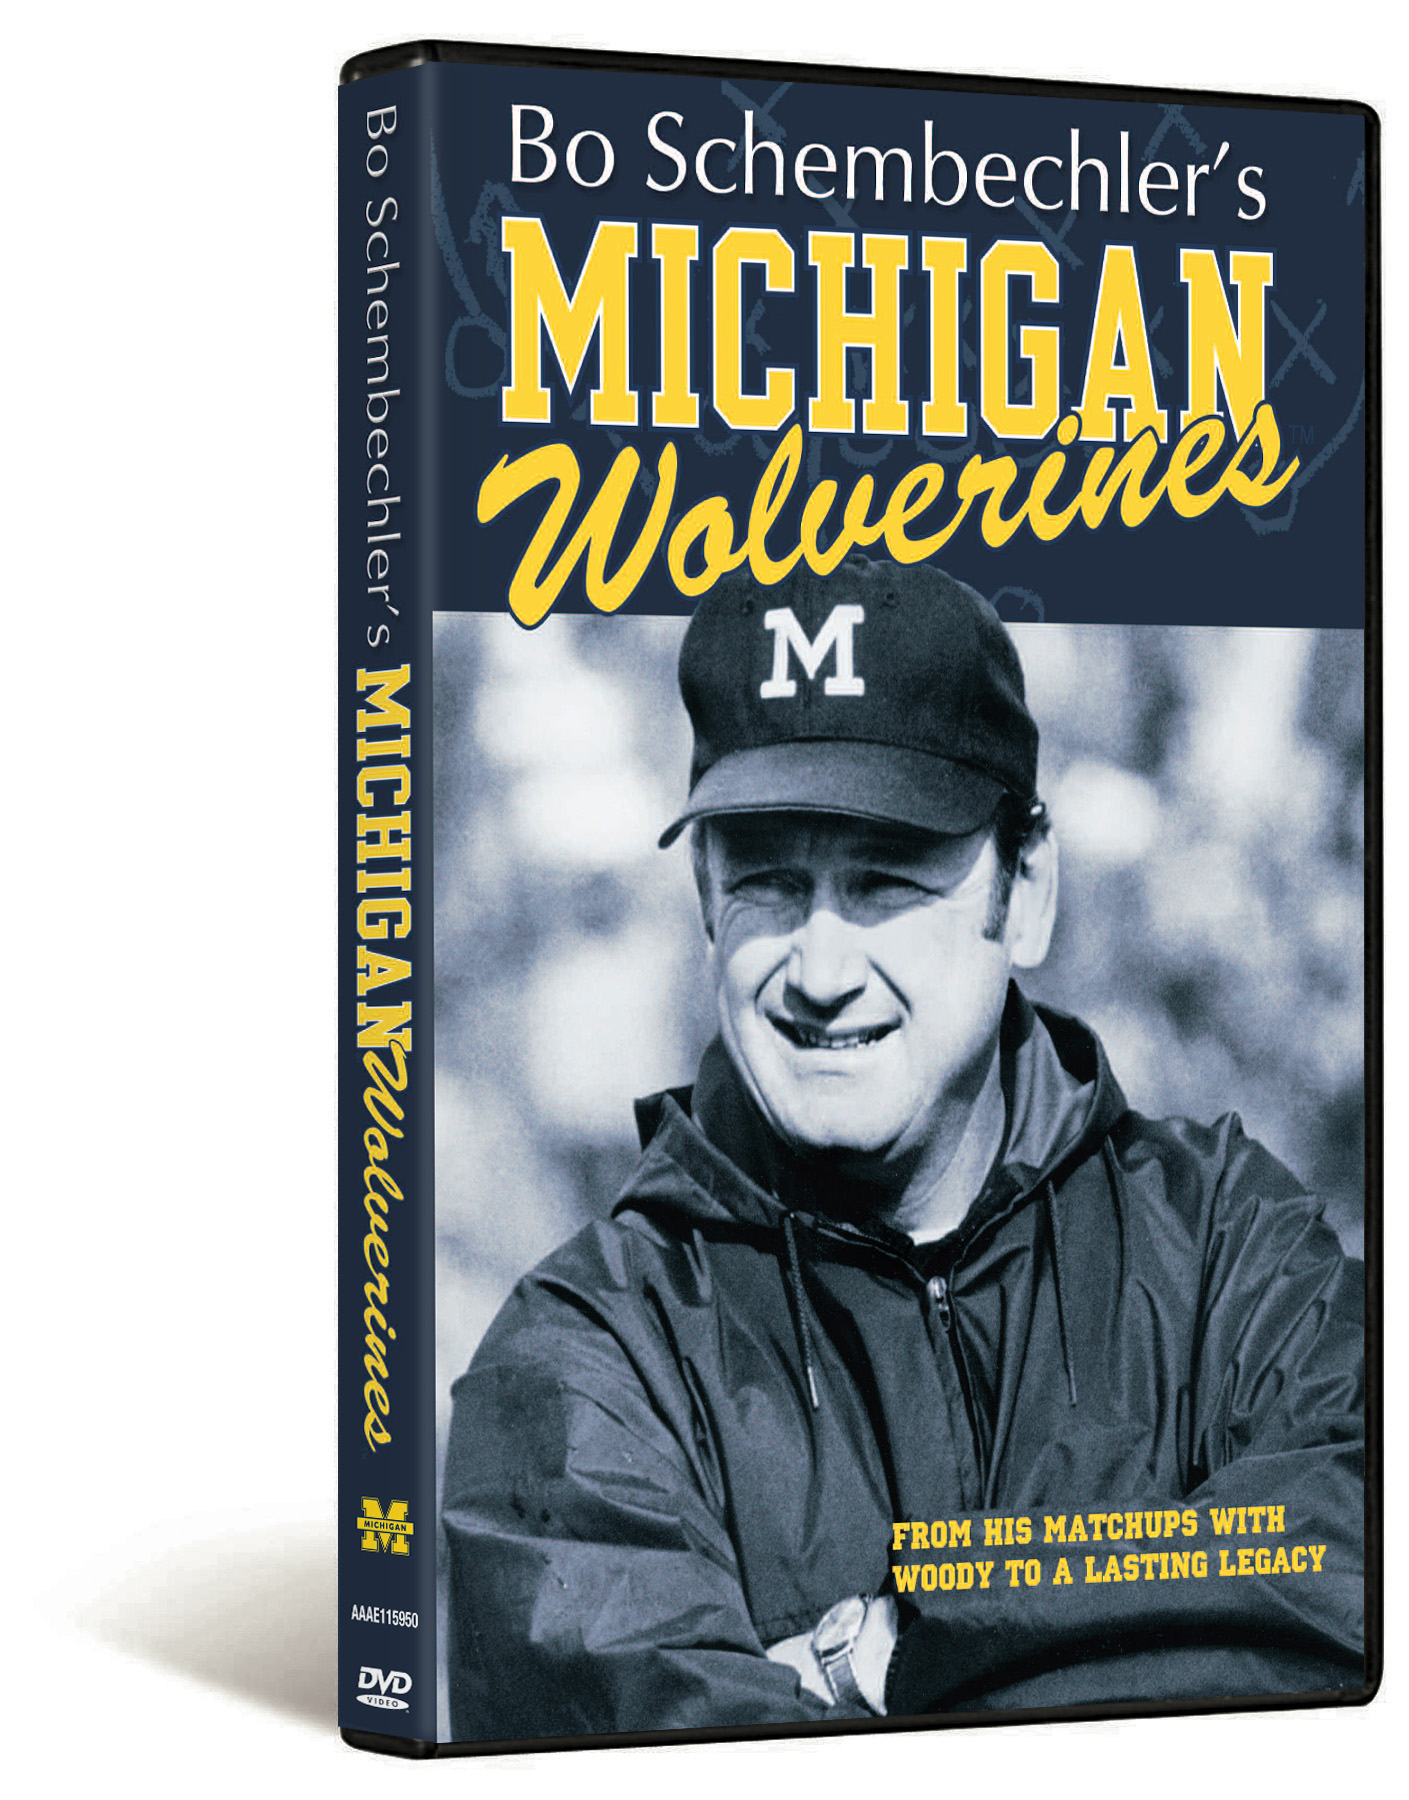 Bo Schembechler's
MICHIGAN
Wolverines
TM
M
FROM HIS MATCHUPS WITH
WOODY TO A LASTING LEGACY
Bo Schembechler's MICHIGAN Wolverines
M
MICHIGAN
AAAE115950
DVD
VIDEO